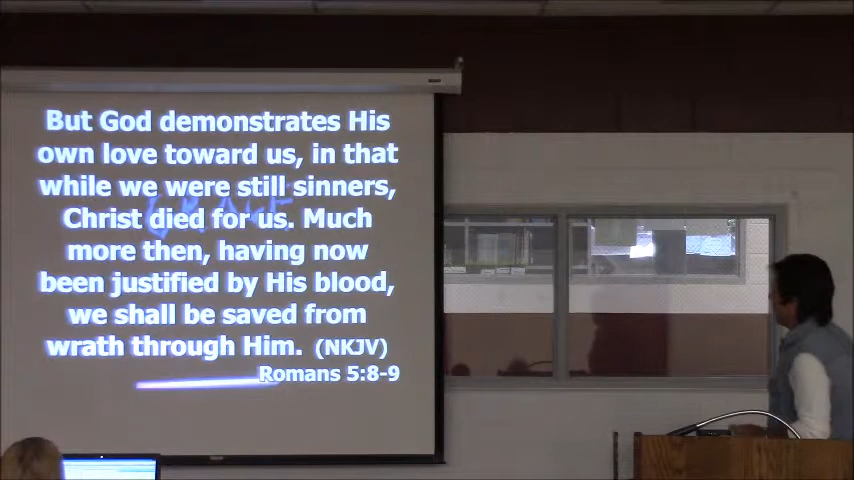 But God demonstrates His
own love toward us, in that
while we were still sinners,
Christ died for us. Much
more then, having now
been justified by His blood,
we shall be saved from
wrath through Him. (NKJV)
Romans 5:8-9